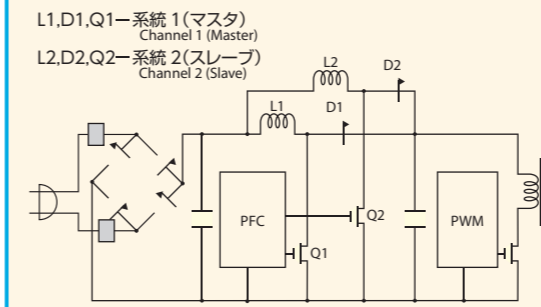 L1,D1,Q1ー系統 1(マスタ)
Channel 1 (Master)
L2,D2,Q2ー系統 2(スレーブ)
Channel 2 (Slave)
L2
D2
L1
D1
PFC
Q2
PWM
Q1